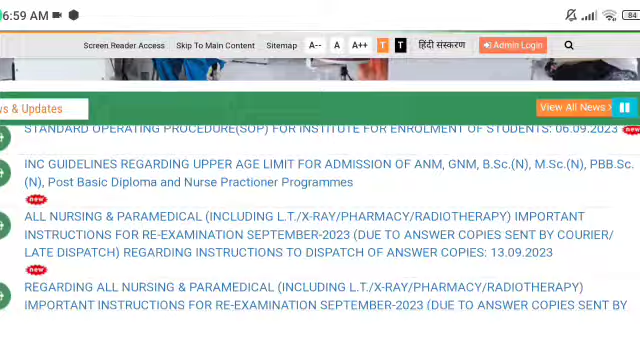 6:59 AM
84
Screen Reader Access Skip To Main Content Sitemap A-- A A++ T T हिंदी संस्करण Admin Login
ws & Updates
View All News
STANDARD OPERATING PROCEDURE(SOP) FOR INSTITUTE FOR ENROLMENT OF STUDENTS: 06.09.2023 new
INC GUIDELINES REGARDING UPPER AGE LIMIT FOR ADMISSION OF ANM, GNM, B.Sc.(N), M.Sc.(N), PBB.Sc.
(N), Post Basic Diploma and Nurse Practioner Programmes
new
ALL NURSING & PARAMEDICAL (INCLUDING L.T./X-RAY/PHARMACY/RADIOTHERAPY) IMPORTANT
INSTRUCTIONS FOR RE-EXAMINATION SEPTEMBER-2023 (DUE TO ANSWER COPIES SENT BY COURIER/
LATE DISPATCH) REGARDING INSTRUCTIONS TO DISPATCH OF ANSWER COPIES: 13.09.2023
new
REGARDING ALL NURSING & PARAMEDICAL (INCLUDING L.T./X-RAY/PHARMACY/RADIOTHERAPY)
IMPORTANT INSTRUCTIONS FOR RE-EXAMINATION SEPTEMBER-2023 (DUE TO ANSWER COPIES SENT BY